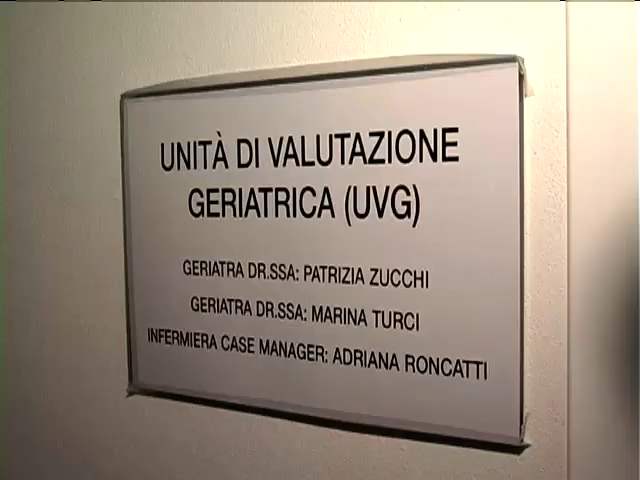 UNITÀ DI VALUTAZIONE
GERIATRICA (UVG)
GERIATRA DR.SSA: PATRIZIA ZUCCHI
GERIATRA DR.SSA: MARINA TURCI
INFERMIERA CASE MANAGER: ADRIANA RONCATTI